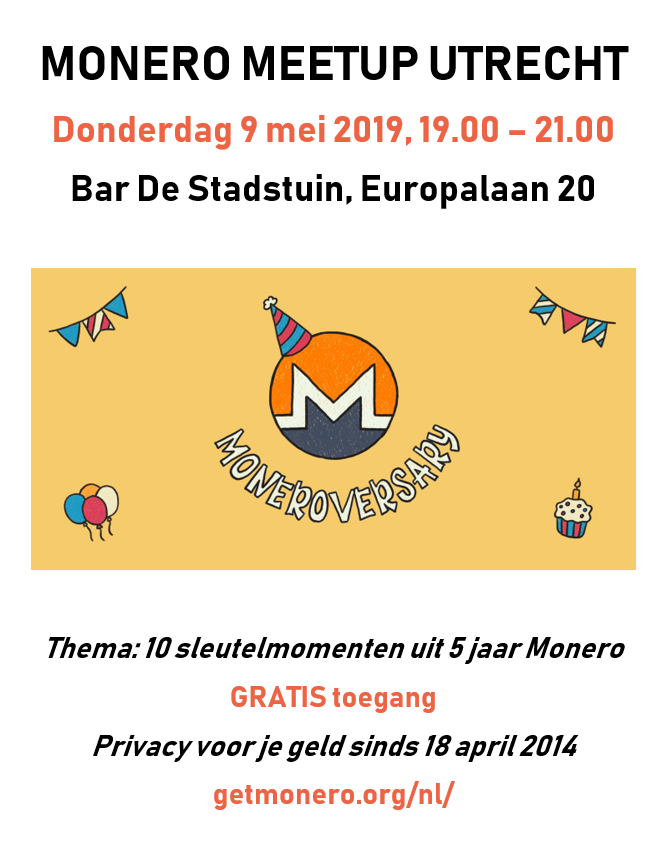 MONERO MEETUP UTRECHT
Donderdag 9 mei 2019, 19.00 – 21.00
Bar De Stadstuin, Europalaan 20
MONEROVERSARY
Thema: 10 sleutelmomenten uit 5 jaar Monero
GRATIS toegang
Privacy voor je geld sinds 18 april 2014
getmonero.org/nl/